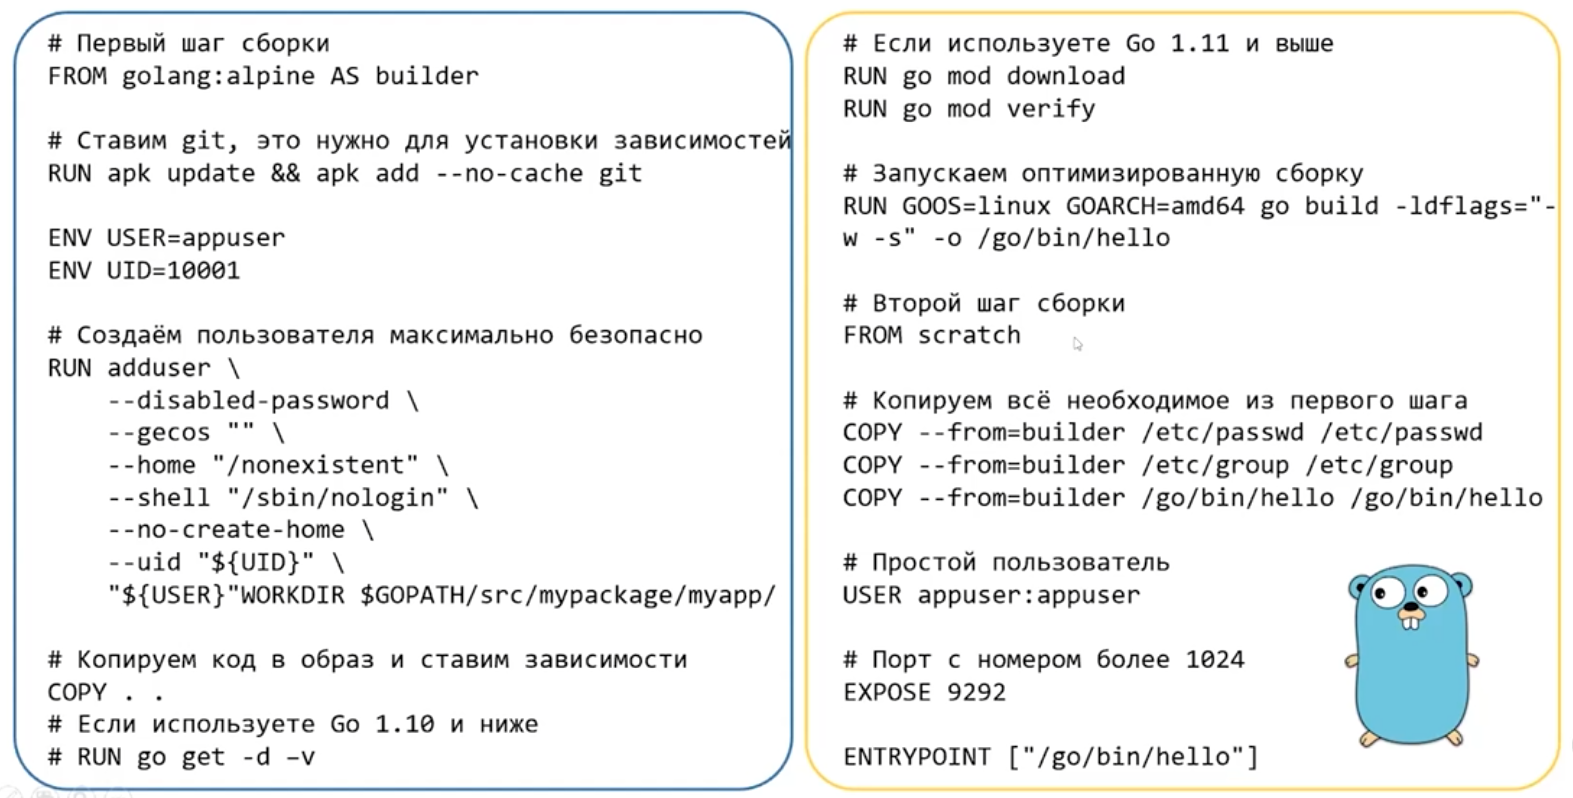 # Первый шаг сборки
FROM golang:alpine AS builder
# Ставим git, это нужно для установки зависимостей
RUN apk update && apk add --no-cache git
ENV USER=appuser
ENV UID=10001
# Создаём пользователя максимально безопасно
RUN adduser \
--disabled-password \
--gecos "" \
--home "/nonexistent" \
--shell "/sbin/nologin" \
--no-create-home \
--uid "${UID}" \
"${USER}"WORKDIR $GOPATH/src/mypackage/myapp/
# Копируем код в образ и ставим зависимости
COPY . .
# Если используете Go 1.10 и ниже
# RUN go get -d –v
# Если используете Go 1.11 и выше
RUN go mod download
RUN go mod verify
# Запускаем оптимизированную сборку
RUN GOOS=linux GOARCH=amd64 go build -ldflags="-
w -s" -o /go/bin/hello
# Второй шаг сборки
FROM scratch
# Копируем всё необходимое из первого шага
COPY --from=builder /etc/passwd /etc/passwd
COPY --from=builder /etc/group /etc/group
COPY --from=builder /go/bin/hello /go/bin/hello
# Простой пользователь
USER appuser:appuser
# Порт с номером более 1024
EXPOSE 9292
ENTRYPOINT ["/go/bin/hello"]